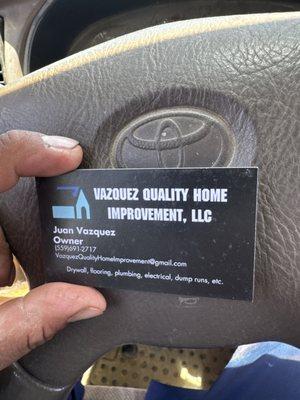 VAZQUEZ QUALITY HOME
IMPROVEMENT, LLC
Juan Vazquez
Owner
(559)691-2717
VazquezQualityHomeImprovement@gmail.com
Drywall, flooring, plumbing, electrical, dump runs, etc.